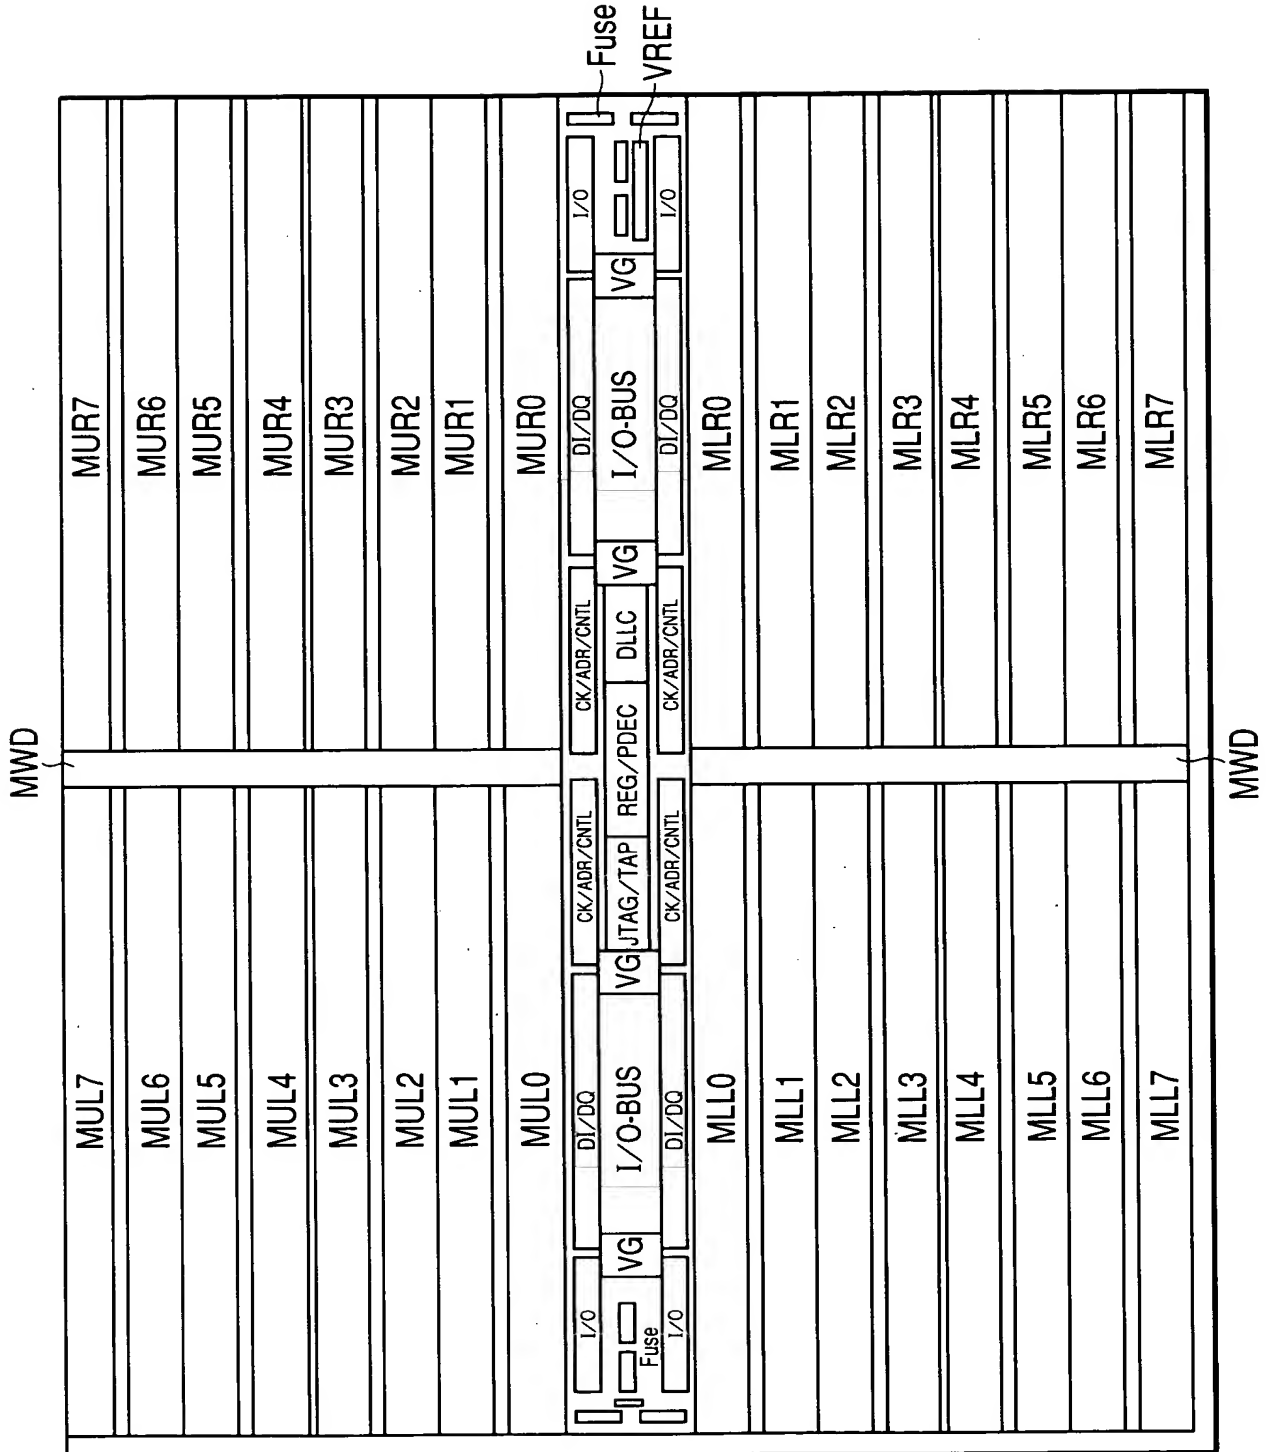 MWD
MUL7 MUR7
MUL6 MUR6
MUL5 MUR5
MUL4 MUR4
MUL3 MUR3
MUL2 MUR2
MUL1 MUR1
MUL0 MUR0
I/O DI/DQ CK/ADR/CNTL CK/ADR/CNTL DI/DQ I/O Fuse
VG I/O-BUS VG JTAG/TAP REG/PDEC DLLC VG I/O-BUS VG
Fuse VREF
I/O DI/DQ CK/ADR/CNTL CK/ADR/CNTL DI/DQ I/O
MLL0 MLR0
MLL1 MLR1
MLL2 MLR2
MLL3 MLR3
MLL4 MLR4
MLL5 MLR5
MLL6 MLR6
MLL7 MLR7
MWD